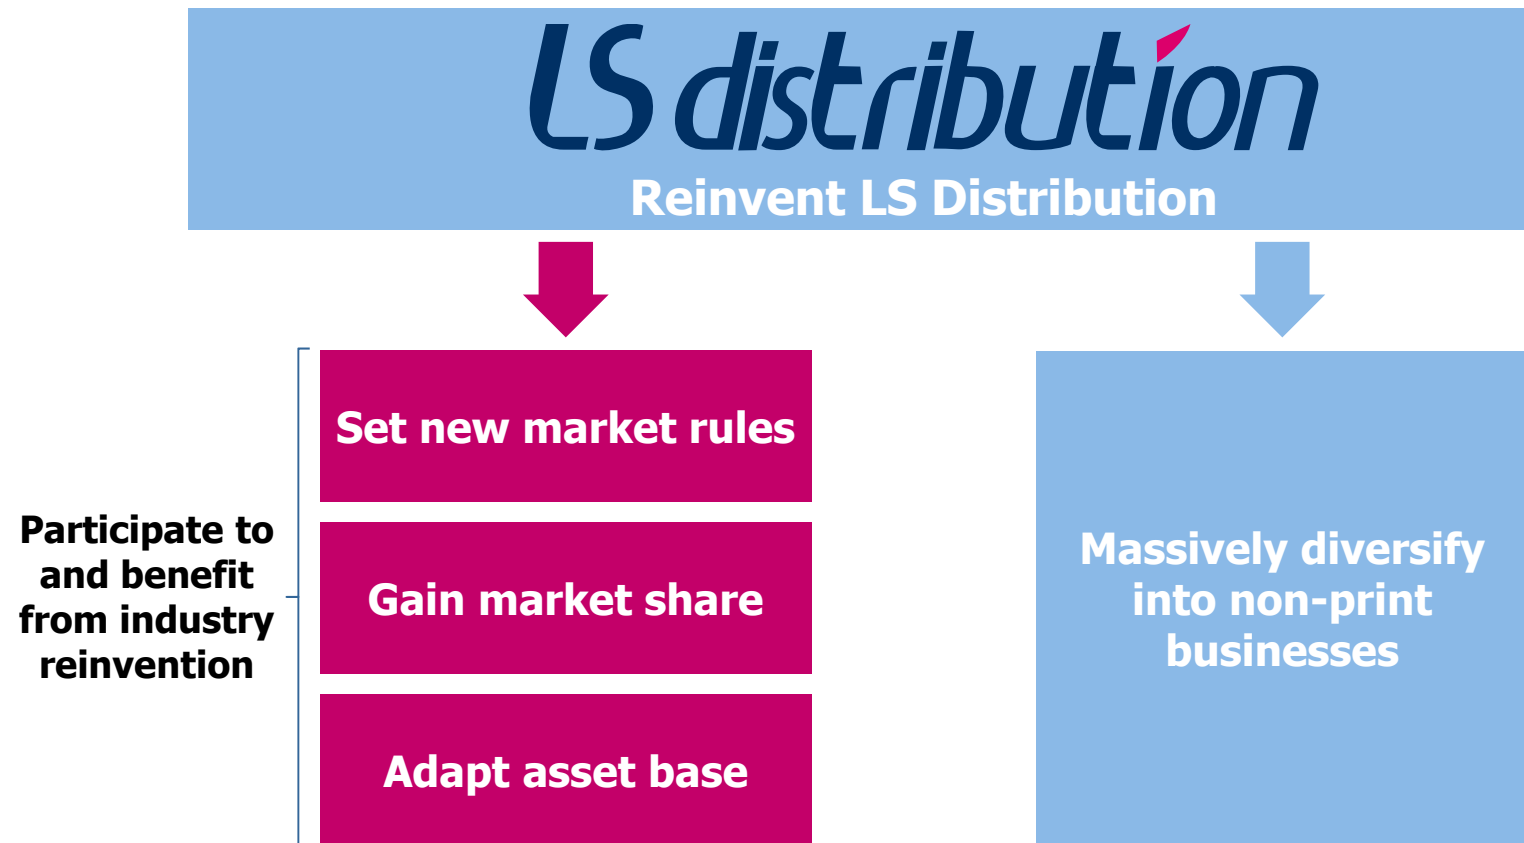 LS distribution
Reinvent LS Distribution
Set new market rules
Participate to
and benefit
from industry
reinvention
Gain market share
Adapt asset base
Massively diversify
into non-print
businesses